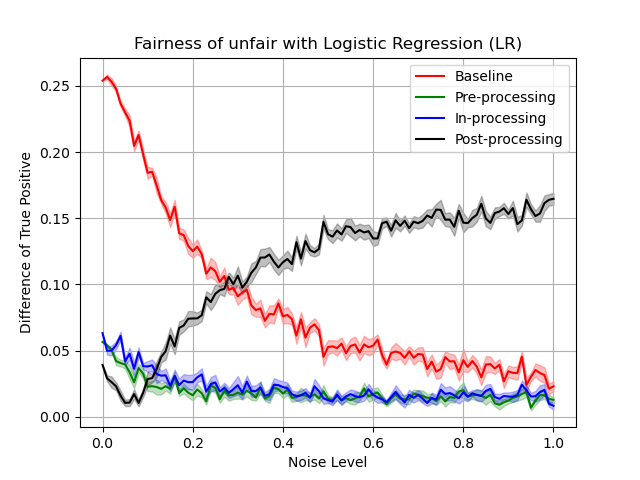 Fairness of unfair with Logistic Regression (LR)
Baseline
Pre-processing
In-processing
Post-processing
Difference of True Positive
0.25
0.20
0.15
0.10
0.05
0.00
0.0 0.2 0.4 0.6 0.8 1.0
Noise Level